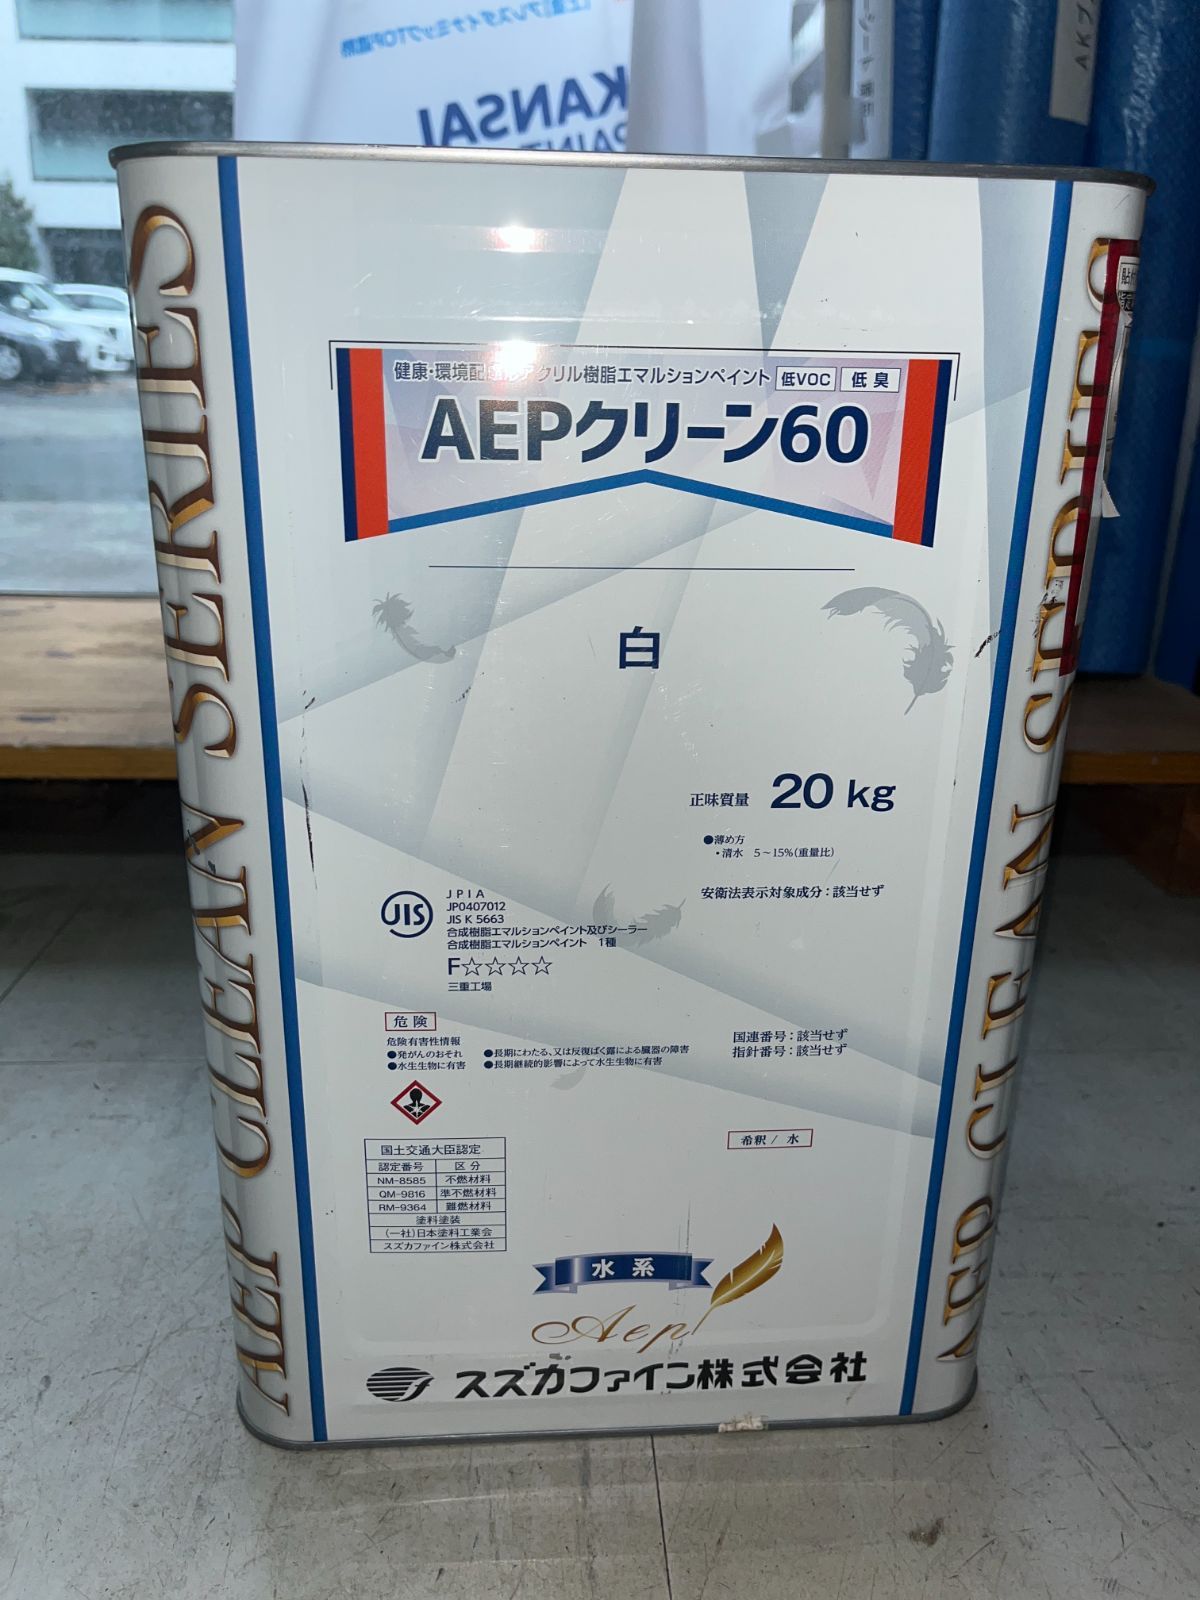 KANSAI
PAINT
AEP CLEAN SERIES
健康・環境配慮形アクリル樹脂エマルションペイント 低VOC 低臭
AEPクリーン60
白
正味質量 20 kg
●薄め方
・清水 5～15%(重量比)
安衛法表示対象成分：該当せず
JIS
JPIA
JP0407012
JIS K 5663
合成樹脂エマルションペイント及びシーラー
合成樹脂エマルションペイント 1種
F☆☆☆☆
三重工場
危険
危険有害性情報
●発がんのおそれ ●長期にわたる、又は反復ばく露による臓器の障害
●水生生物に有害 ●長期継続的影響によって水生生物に有害
国連番号：該当せず
指針番号：該当せず
希釈 / 水
国土交通大臣認定
認定番号 区分
NM-8585 不燃材料
QM-9816 準不燃材料
RM-9364 難燃材料
塗料塗装
(一社)日本塗料工業会
スズカファイン株式会社
水系
Aep
スズカファイン株式会社